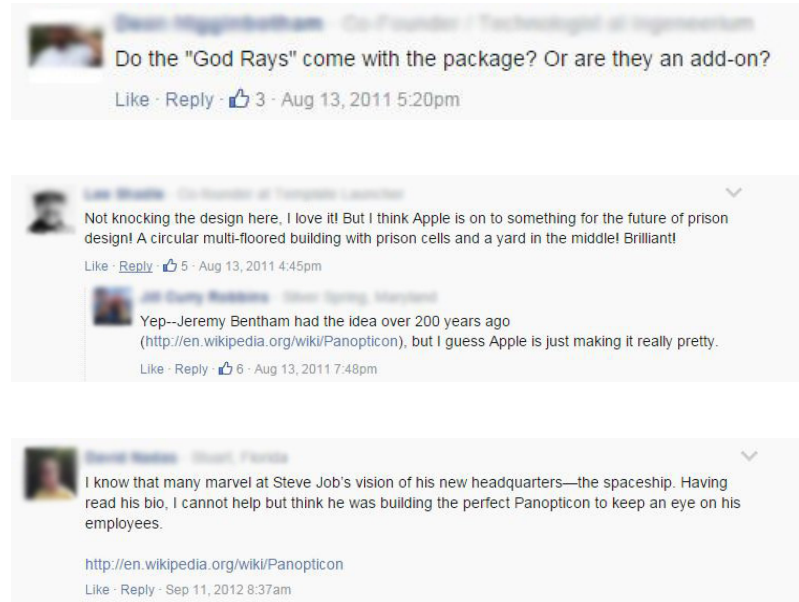 Do the "God Rays" come with the package? Or are they an add-on?
Like · Reply · 3 · Aug 13, 2011 5:20pm
Not knocking the design here, I love it! But I think Apple is on to something for the future of prison
design! A circular multi-floored building with prison cells and a yard in the middle! Brilliant!
Like · Reply · 5 · Aug 13, 2011 4:45pm
Yep--Jeremy Bentham had the idea over 200 years ago
(http://en.wikipedia.org/wiki/Panopticon), but I guess Apple is just making it really pretty.
Like · Reply · 6 · Aug 13, 2011 7:48pm
I know that many marvel at Steve Job's vision of his new headquarters—the spaceship. Having
read his bio, I cannot help but think he was building the perfect Panopticon to keep an eye on his
employees.
http://en.wikipedia.org/wiki/Panopticon
Like · Reply · Sep 11, 2012 8:37am